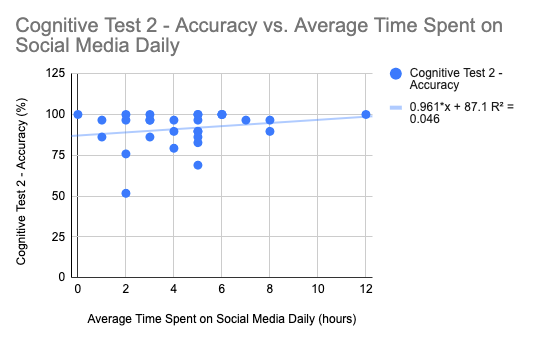 Cognitive Test 2 - Accuracy vs. Average Time Spent on
Social Media Daily
Cognitive Test 2 - Accuracy (%)
125
100
75
50
25
0
0 2 4 6 8 10 12
Average Time Spent on Social Media Daily (hours)
Cognitive Test 2 -
Accuracy
0.961*x + 87.1 R² =
0.046